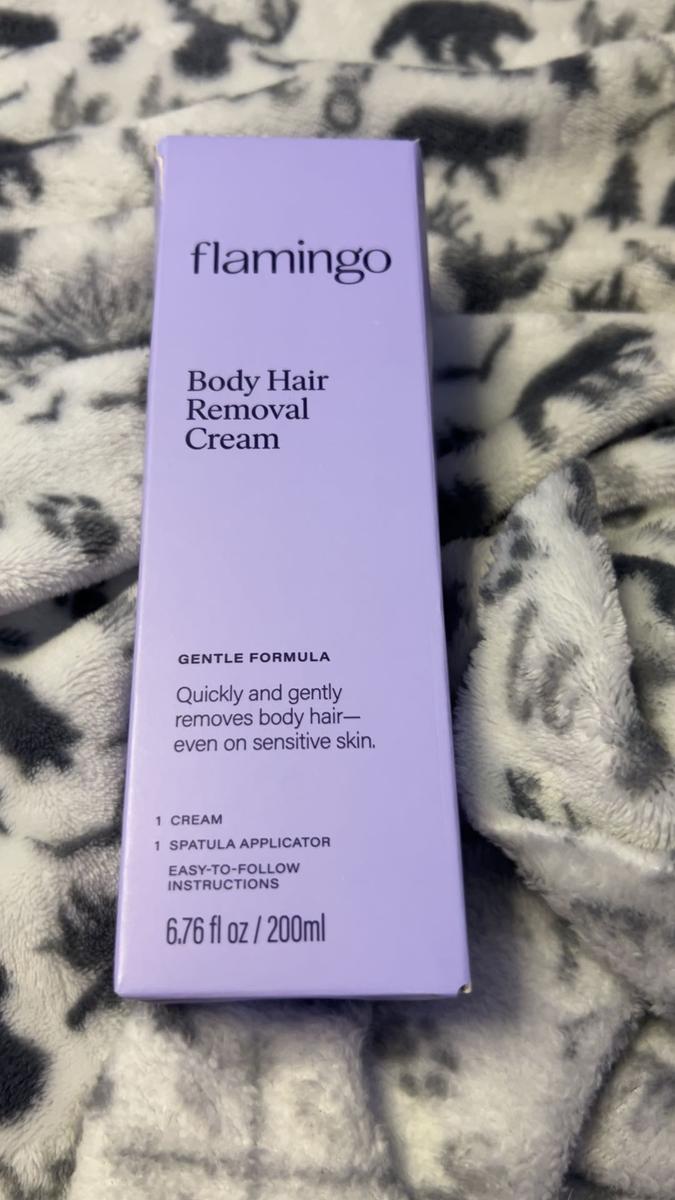 flamingo
Body Hair
Removal
Cream
GENTLE FORMULA
Quickly and gently
removes body hair—
even on sensitive skin.
1 CREAM
1 SPATULA APPLICATOR
EASY-TO-FOLLOW
INSTRUCTIONS
6.76 fl oz / 200ml